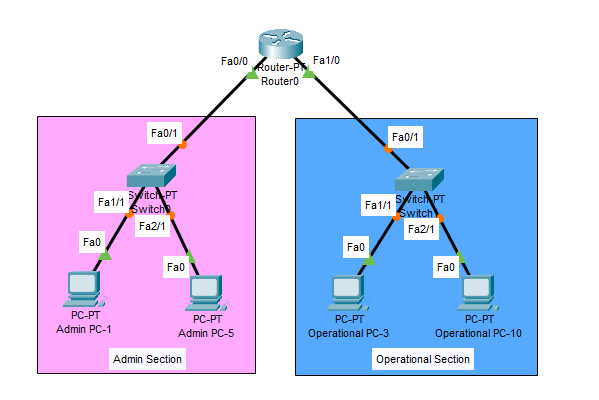 Fa0/0
Fa1/0
Router-PT
Router0
Fa0/1
Fa0/1
Switch-PT
Switch0
Switch-PT
Switch1
Fa1/1
Fa2/1
Fa1/1
Fa2/1
Fa0
Fa0
Fa0
Fa0
PC-PT
Admin PC-1
PC-PT
Admin PC-5
PC-PT
Operational PC-3
PC-PT
Operational PC-10
Admin Section
Operational Section